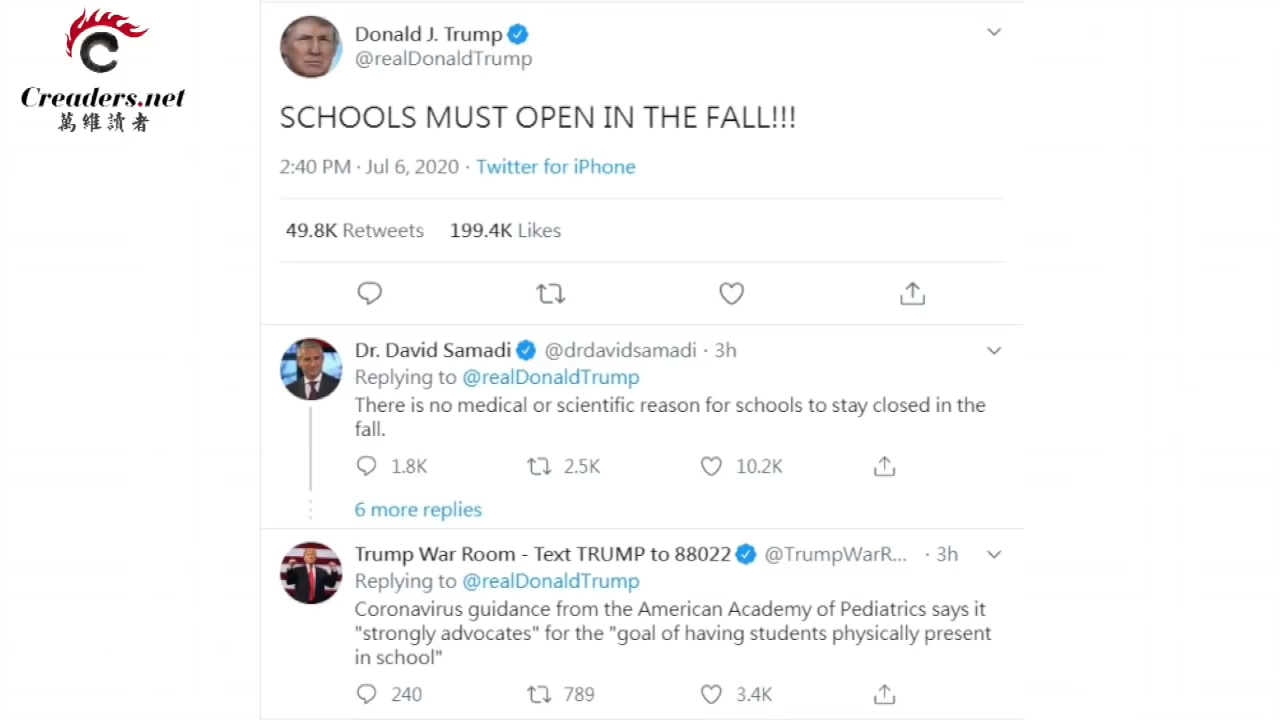 Creaders.net
萬維讀者
Donald J. Trump
@realDonaldTrump
SCHOOLS MUST OPEN IN THE FALL!!!
2:40 PM · Jul 6, 2020 · Twitter for iPhone
49.8K Retweets 199.4K Likes
Dr. David Samadi @drdavidsamadi · 3h
Replying to @realDonaldTrump
There is no medical or scientific reason for schools to stay closed in the
fall.
1.8K 2.5K 10.2K
6 more replies
Trump War Room - Text TRUMP to 88022 @TrumpWarR... · 3h
Replying to @realDonaldTrump
Coronavirus guidance from the American Academy of Pediatrics says it
"strongly advocates" for the "goal of having students physically present
in school"
240 789 3.4K